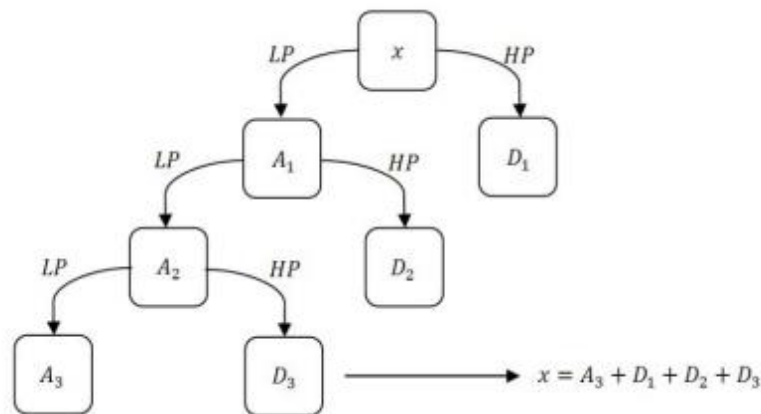 x
LP
HP
A₁
D₁
LP
HP
A₂
D₂
LP
HP
A₃
D₃
x = A₃ + D₁ + D₂ + D₃